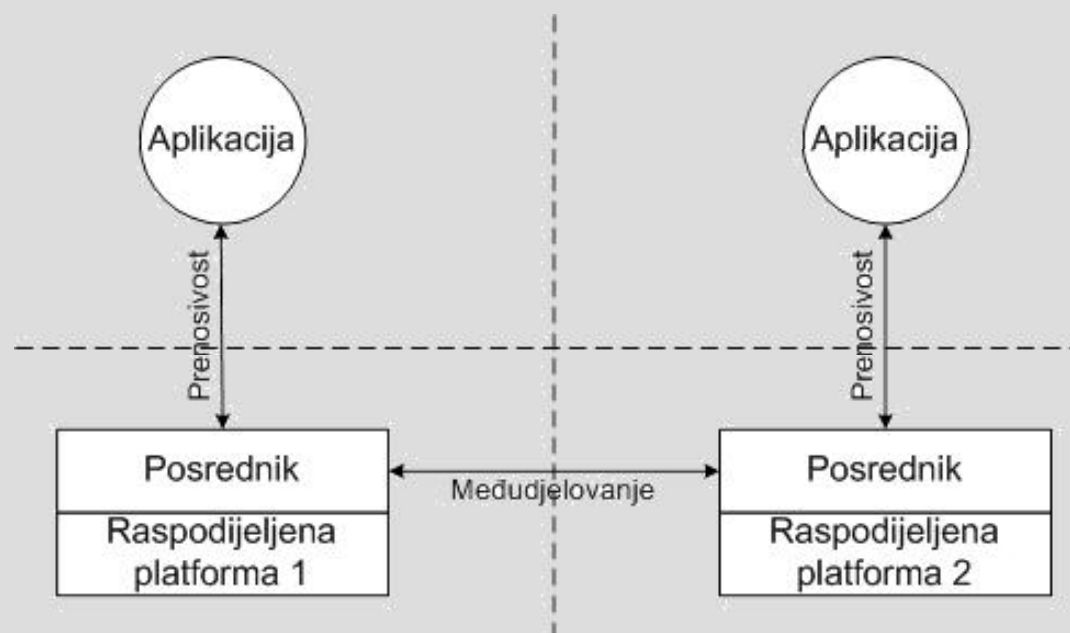 Aplikacija
Aplikacija
Prenosivost
Prenosivost
Posrednik
Posrednik
Međudjelovanje
Raspodijeljena
platforma 1
Raspodijeljena
platforma 2